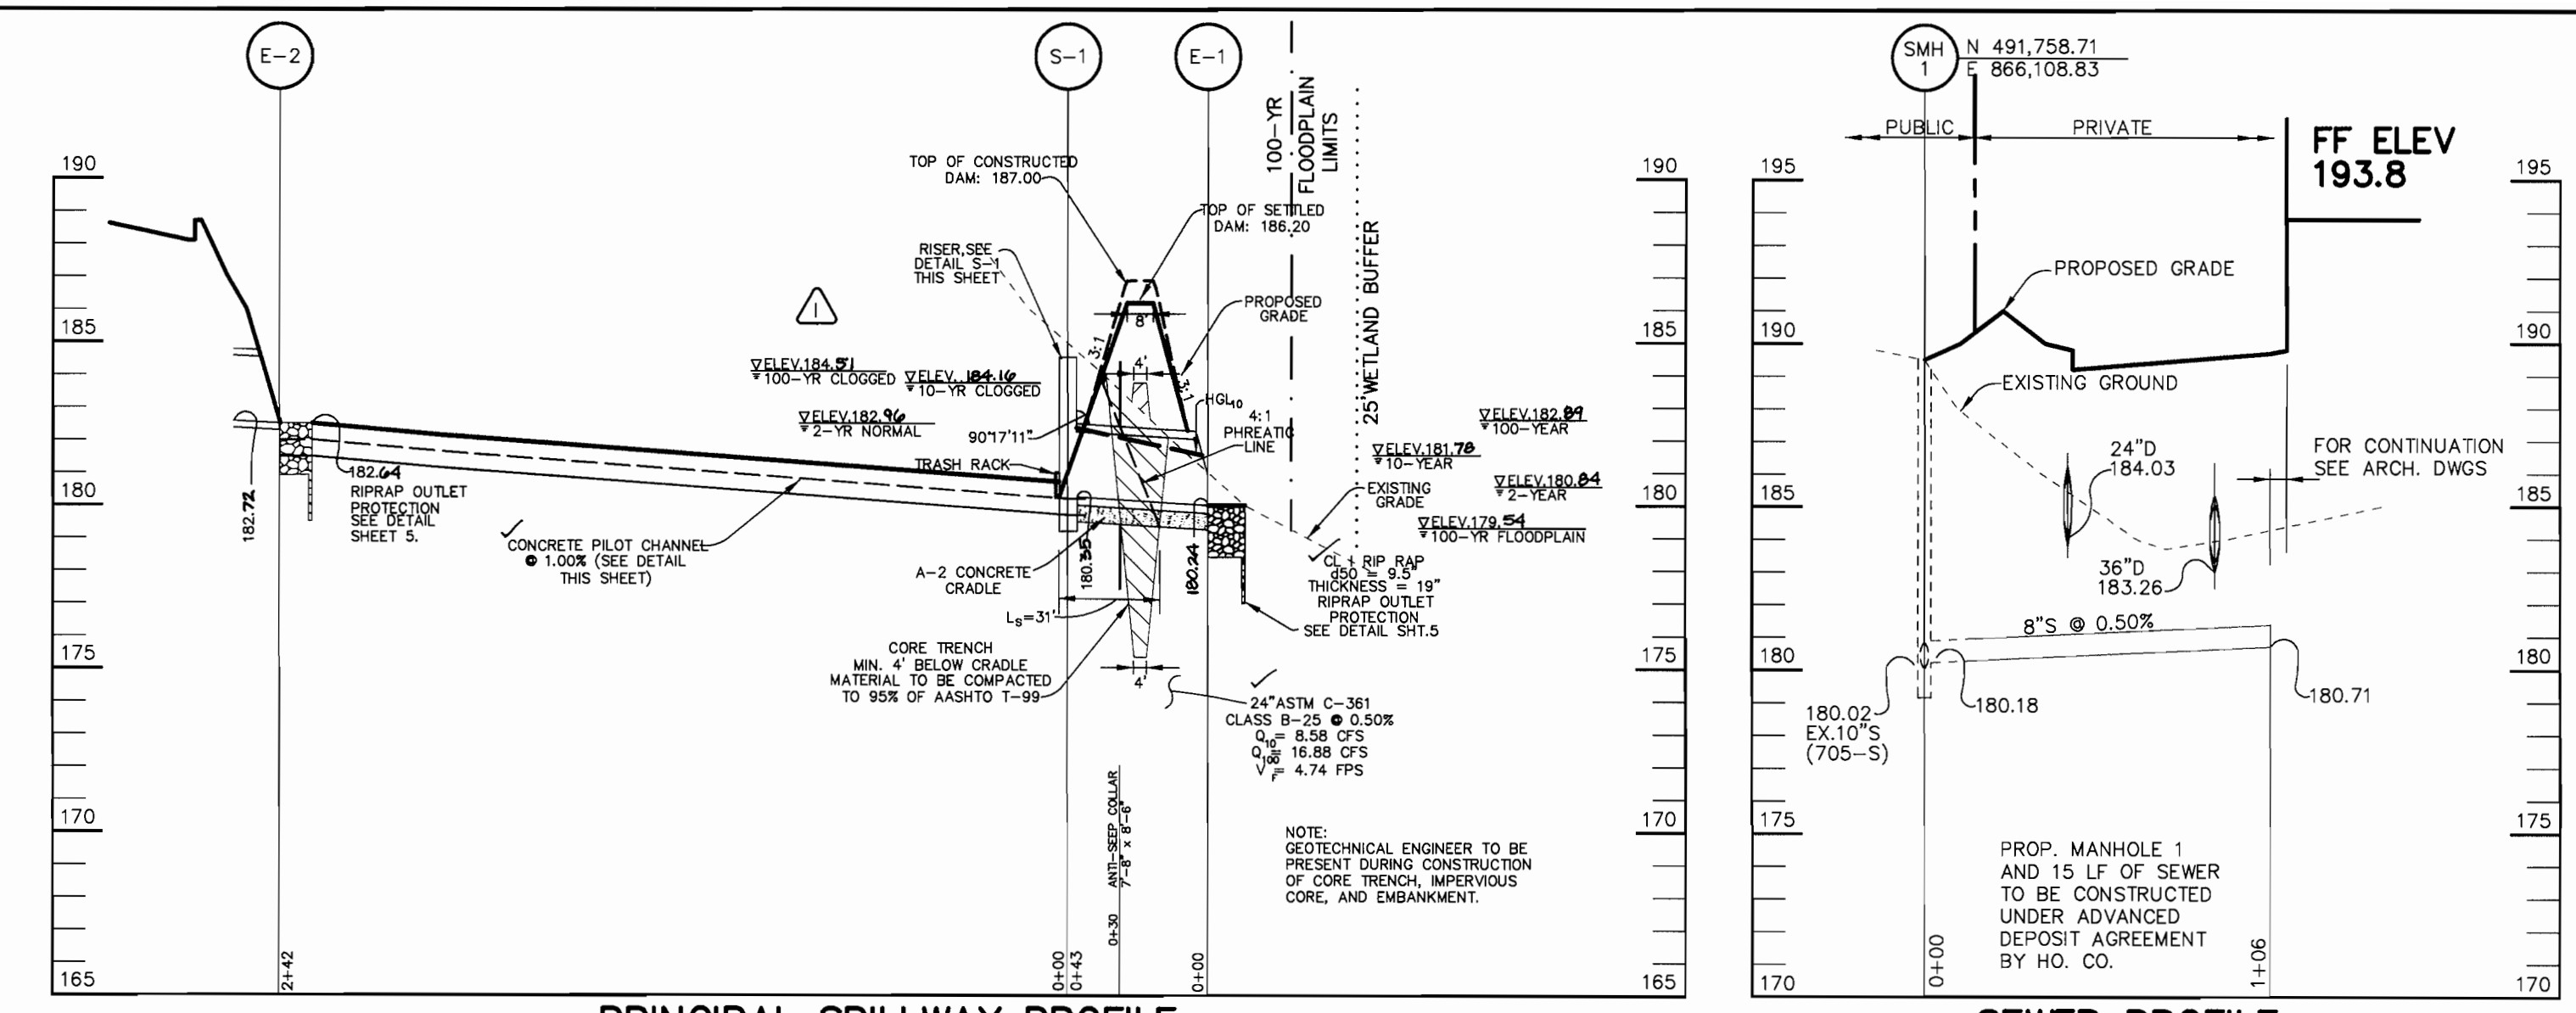 E-2
S-1
E-1
100-YR
FLOODPLAIN
LIMITS
25'WETLAND BUFFER
190
185
180
175
170
165
190
185
180
175
170
165
TOP OF CONSTRUCTED
DAM: 187.00
TOP OF SETTLED
DAM: 186.20
RISER,SEE
DETAIL S-1
THIS SHEET
PROPOSED
GRADE
8'
3:1
3:1
4'
1
ELEV.184.51
100-YR CLOGGED
ELEV. 184.16
10-YR CLOGGED
ELEV.182.96
2-YR NORMAL
90°17'11"
TRASH RACK
HGL10
4:1
PHREATIC
LINE
ELEV.182.89
100-YEAR
ELEV.181.78
10-YEAR
ELEV.180.84
2-YEAR
ELEV.179.54
100-YR FLOODPLAIN
EXISTING
GRADE
182.72
182.64
RIPRAP OUTLET
PROTECTION
SEE DETAIL
SHEET 5.
CONCRETE PILOT CHANNEL
@ 1.00% (SEE DETAIL
THIS SHEET)
A-2 CONCRETE
CRADLE
180.35
180.24
Ls=31'
CL 1 RIP RAP
d50 = 9.5"
THICKNESS = 19"
RIPRAP OUTLET
PROTECTION
SEE DETAIL SHT.5
CORE TRENCH
MIN. 4' BELOW CRADLE
MATERIAL TO BE COMPACTED
TO 95% OF AASHTO T-99
4'
24"ASTM C-361
CLASS B-25 @ 0.50%
Q10= 8.58 CFS
Q100= 16.88 CFS
VF= 4.74 FPS
ANTI-SEEP COLLAR
7'-8" x 8'-6"
0+30
NOTE:
GEOTECHNICAL ENGINEER TO BE
PRESENT DURING CONSTRUCTION
OF CORE TRENCH, IMPERVIOUS
CORE, AND EMBANKMENT.
2+42
0+00
0+43
0+00
PRINCIPAL SPILLWAY PROFILE
SMH
1
N 491,758.71
E 866,108.83
PUBLIC
PRIVATE
FF ELEV
193.8
195
190
185
180
175
170
195
190
185
180
175
170
PROPOSED GRADE
EXISTING GROUND
24"D
184.03
36"D
183.26
FOR CONTINUATION
SEE ARCH. DWGS
8"S @ 0.50%
180.02
EX.10"S
(705-S)
180.18
180.71
PROP. MANHOLE 1
AND 15 LF OF SEWER
TO BE CONSTRUCTED
UNDER ADVANCED
DEPOSIT AGREEMENT
BY HO. CO.
0+00
1+06
SEWER PROFILE